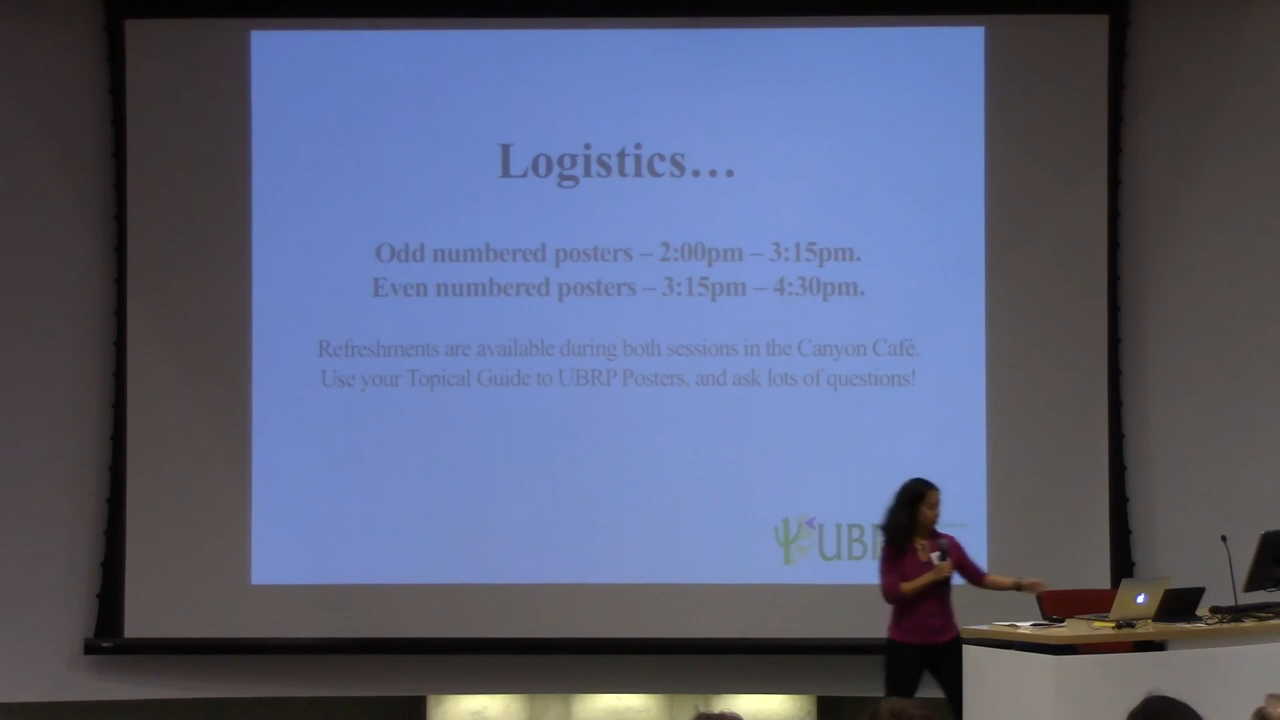 Logistics…
Odd numbered posters – 2:00pm – 3:15pm.
Even numbered posters – 3:15pm – 4:30pm.
Refreshments are available during both sessions in the Canyon Café.
Use your Topical Guide to UBRP Posters, and ask lots of questions!
UB